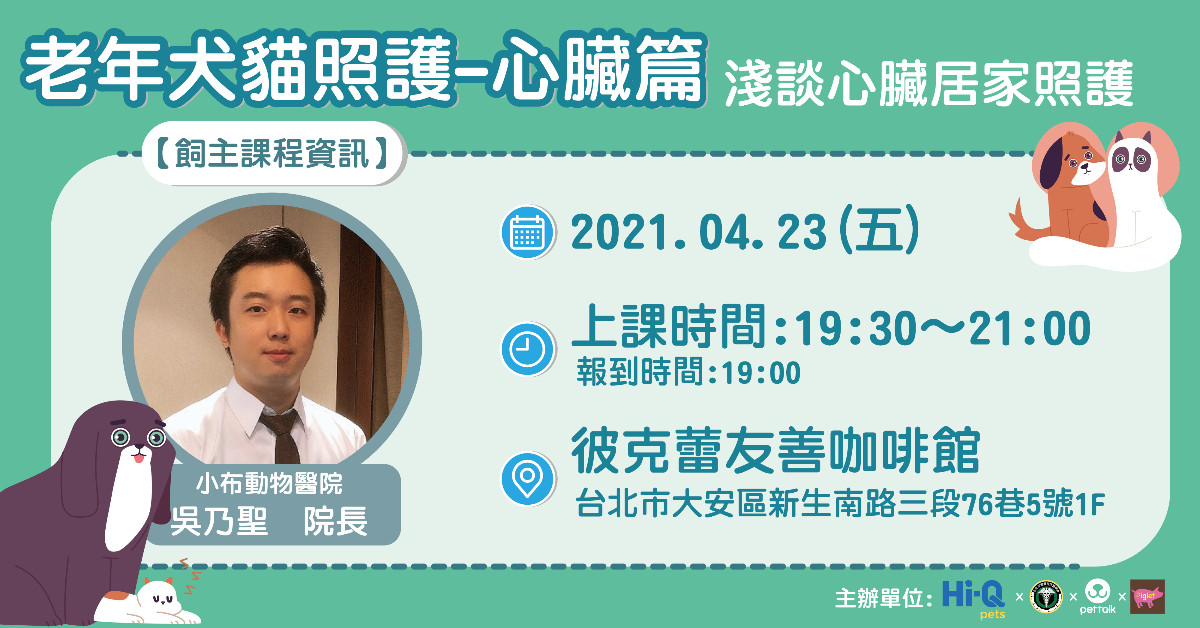 老年犬貓照護-心臟篇 淺談心臟居家照護
【飼主課程資訊】
2021.04.23(五)
上課時間:19:30～21:00
報到時間:19:00
彼克蕾友善咖啡館
台北市大安區新生南路三段76巷5號1F
小布動物醫院
吳乃聖 院長
zzz
主辦單位: Hi-Q pets × × pettalk × Piglet